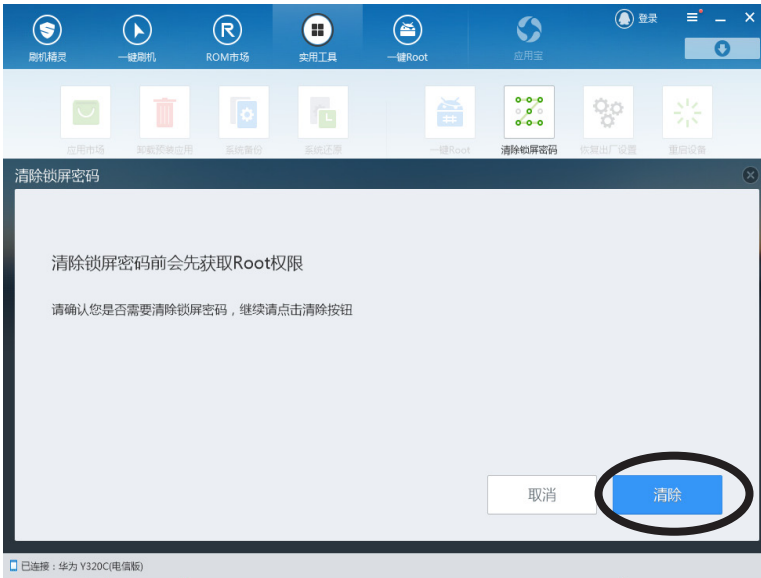 刷机精灵
一键刷机
ROM市场
实用工具
一键Root
应用宝
登录
应用市场
卸载预装应用
系统备份
系统还原
一键Root
清除锁屏密码
恢复出厂设置
重启设备
清除锁屏密码
清除锁屏密码前会先获取Root权限
请确认您是否需要清除锁屏密码，继续请点击清除按钮
取消
清除
已连接：华为 Y320C(电信版)